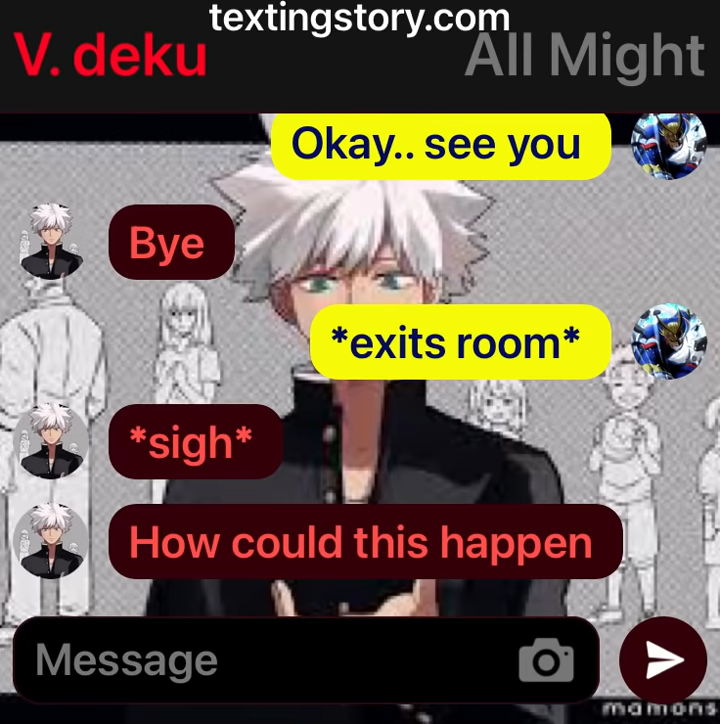 textingstory.com
V. deku
All Might
Okay.. see you
Bye
*exits room*
*sigh*
How could this happen
Message
mamons